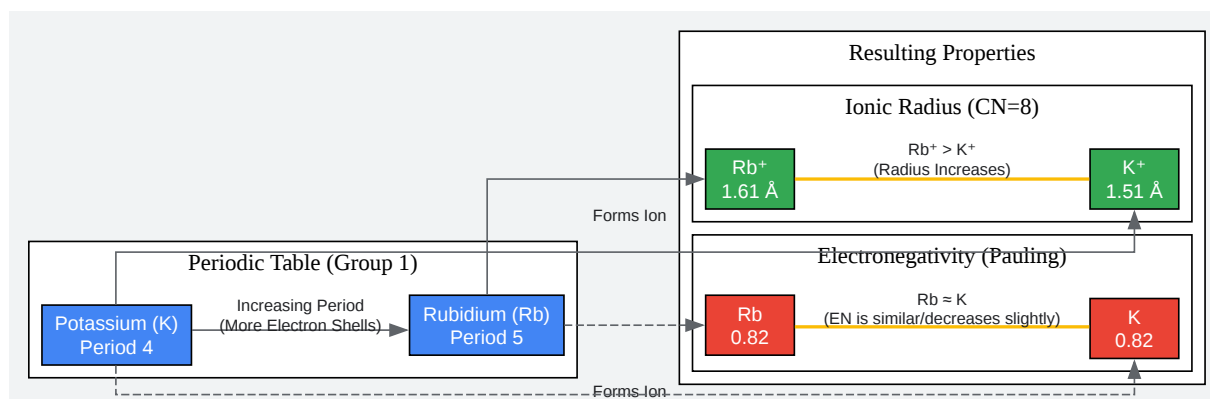 Resulting Properties
Ionic Radius (CN=8)
Rb⁺
1.61 Å
Rb⁺ > K⁺
(Radius Increases)
K⁺
1.51 Å
Forms Ion
Periodic Table (Group 1)
Potassium (K)
Period 4
Increasing Period
(More Electron Shells)
Rubidium (Rb)
Period 5
Electronegativity (Pauling)
Rb
0.82
Rb ≈ K
(EN is similar/decreases slightly)
K
0.82
Forms Ion